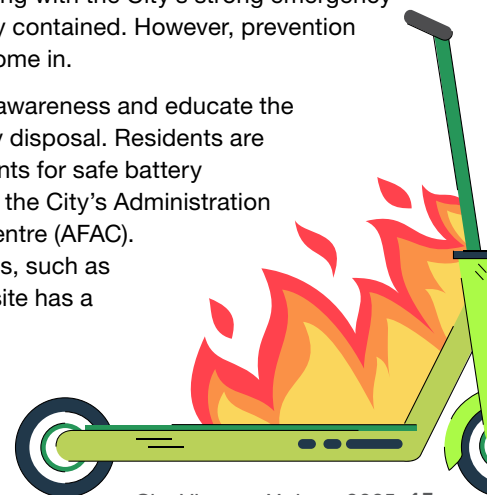 with the City's strong emergency
contained. However, prevention
ome in.
awareness and educate the
disposal. Residents are
nts for safe battery
the City's Administration
entre (AFAC).
s, such as
site has a